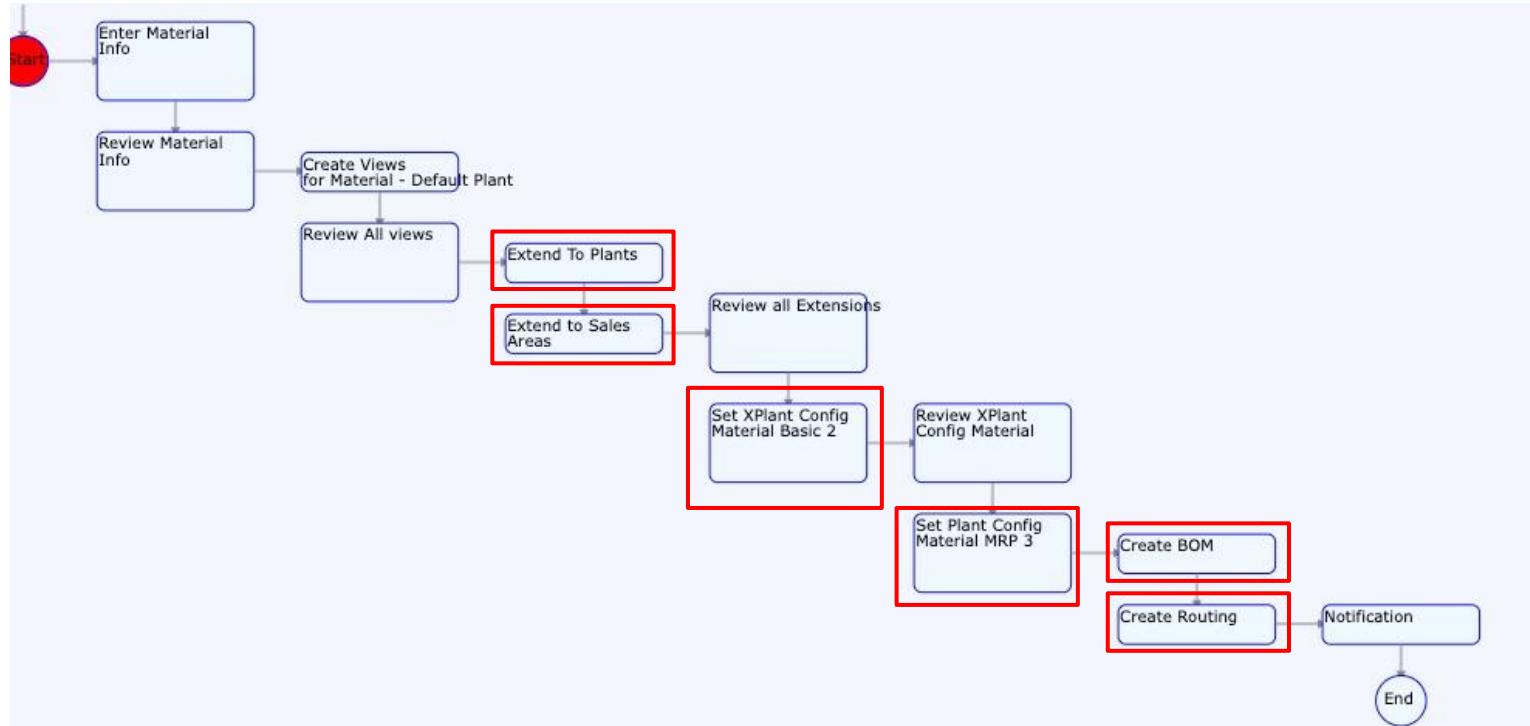 Start
Enter Material
Info
Review Material
Info
Create Views
for Material - Default Plant
Review All views
Extend To Plants
Extend to Sales
Areas
Review all Extensions
Set XPlant Config
Material Basic 2
Review XPlant
Config Material
Set Plant Config
Material MRP 3
Create BOM
Create Routing
Notification
End